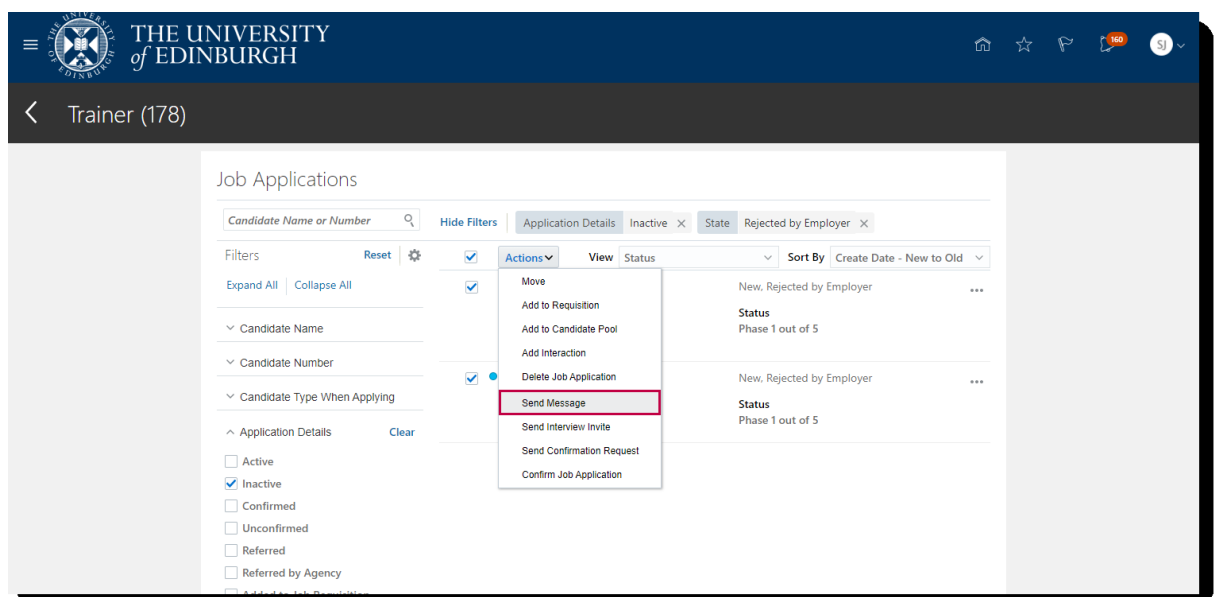 THE UNIVERSITY
of EDINBURGH
160
SJ
Trainer (178)
Job Applications
Candidate Name or Number
Hide Filters
Application Details Inactive
State Rejected by Employer
Filters
Reset
Actions
View Status
Sort By Create Date - New to Old
Expand All
Collapse All
Candidate Name
Candidate Number
Candidate Type When Applying
Application Details
Clear
Active
Inactive
Confirmed
Unconfirmed
Referred
Referred by Agency
Added to Job Requisition
Move
Add to Requisition
Add to Candidate Pool
Add Interaction
Delete Job Application
Send Message
Send Interview Invite
Send Confirmation Request
Confirm Job Application
New, Rejected by Employer
Status
Phase 1 out of 5
New, Rejected by Employer
Status
Phase 1 out of 5